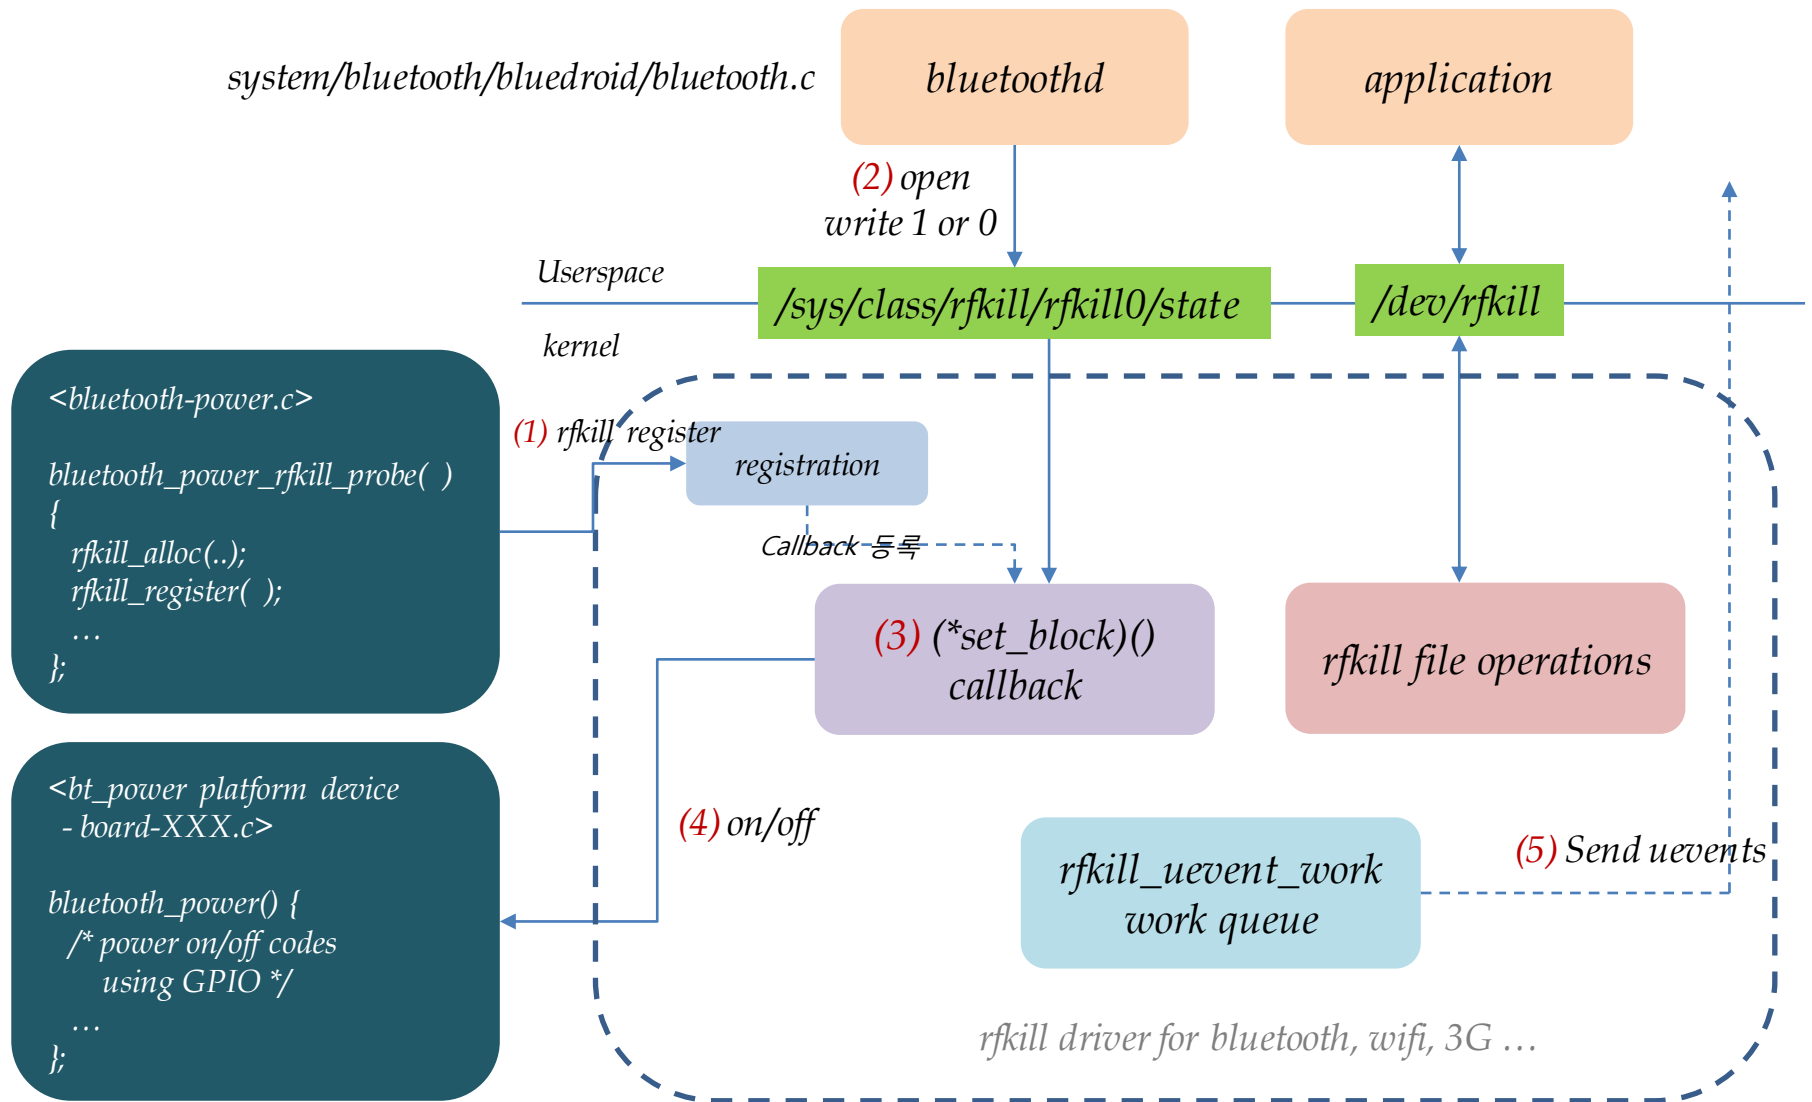 system/bluetooth/bluedroid/bluetooth.c
bluetoothd
application
(2) open
write 1 or 0
Userspace
/sys/class/rfkill/rfkill0/state
/dev/rfkill
kernel
<bluetooth-power.c>
bluetooth_power_rfkill_probe( )
{
rfkill_alloc(..);
rfkill_register( );
…
};
(1) rfkill register
registration
Callback 등록
(3) (*set_block)()
callback
rfkill file operations
<bt_power platform device
- board-XXX.c>
bluetooth_power() {
/* power on/off codes
using GPIO */
…
};
(4) on/off
rfkill_uevent_work
work queue
(5) Send uevents
rfkill driver for bluetooth, wifi, 3G …